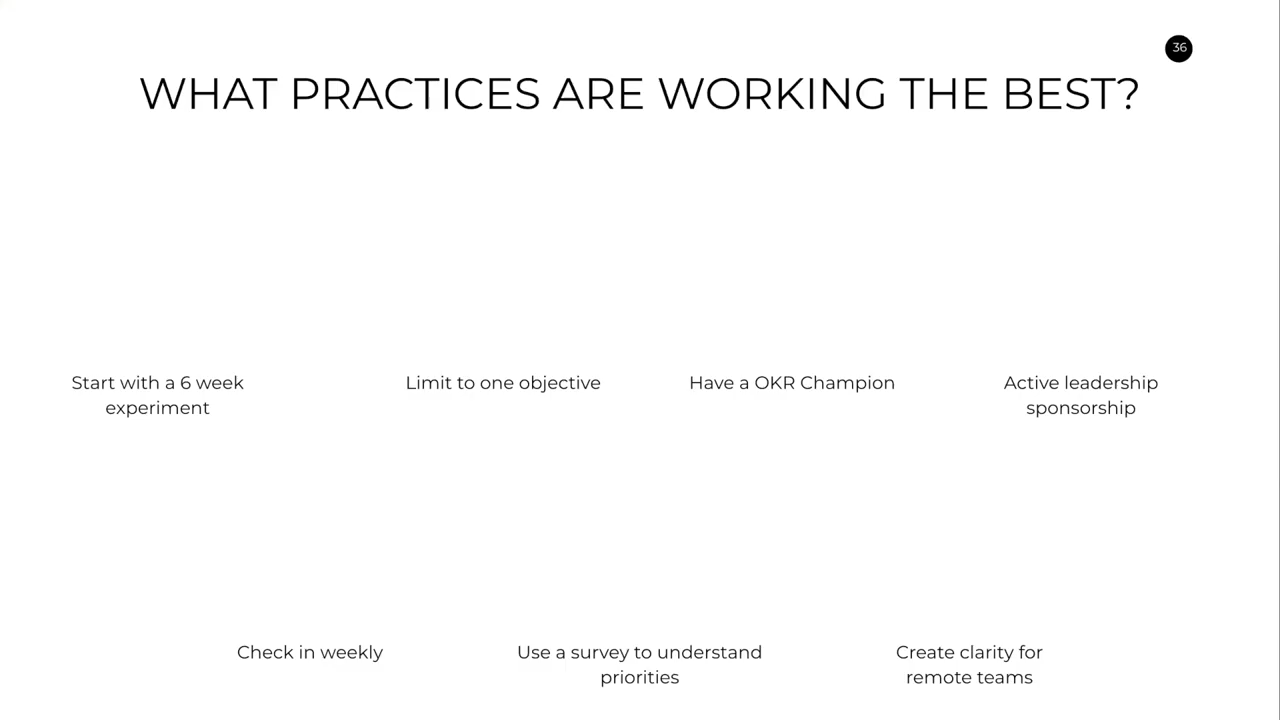 36
WHAT PRACTICES ARE WORKING THE BEST?
Start with a 6 week
experiment
Limit to one objective
Have a OKR Champion
Active leadership
sponsorship
Check in weekly
Use a survey to understand
priorities
Create clarity for
remote teams